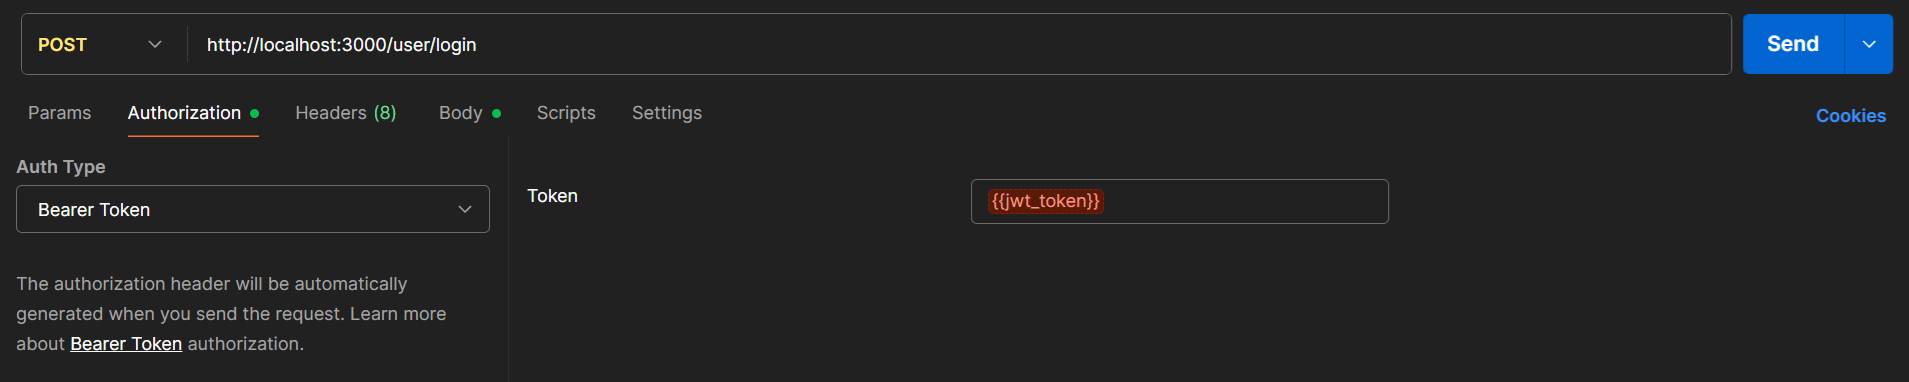 POST http://localhost:3000/user/login Send
Params Authorization Headers (8) Body Scripts Settings Cookies
Auth Type
Bearer Token
The authorization header will be automatically
generated when you send the request. Learn more
about Bearer Token authorization.
Token {{jwt_token}}